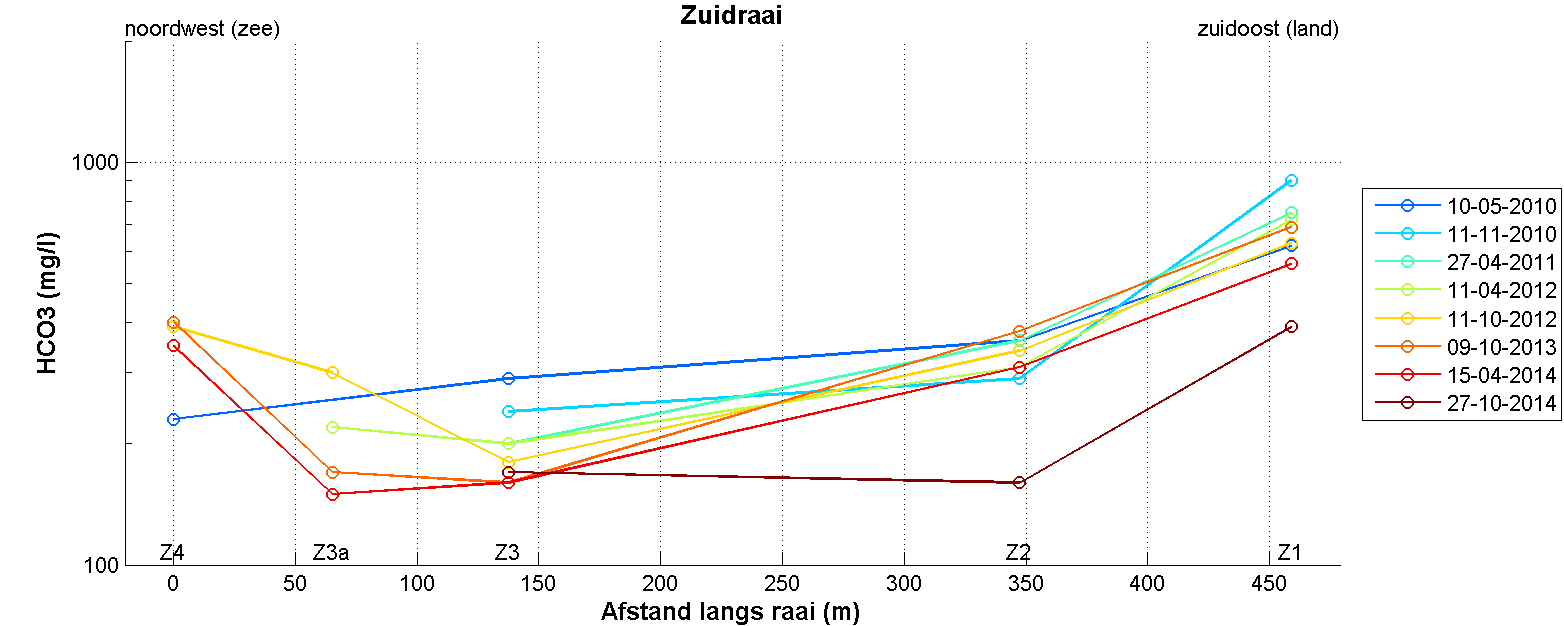 Zuidraai
noordwest (zee)
zuidoost (land)
1000
100
HCO3 (mg/l)
Z4 Z3a Z3 Z2 Z1
0 50 100 150 200 250 300 350 400 450
Afstand langs raai (m)
10-05-2010
11-11-2010
27-04-2011
11-04-2012
11-10-2012
09-10-2013
15-04-2014
27-10-2014